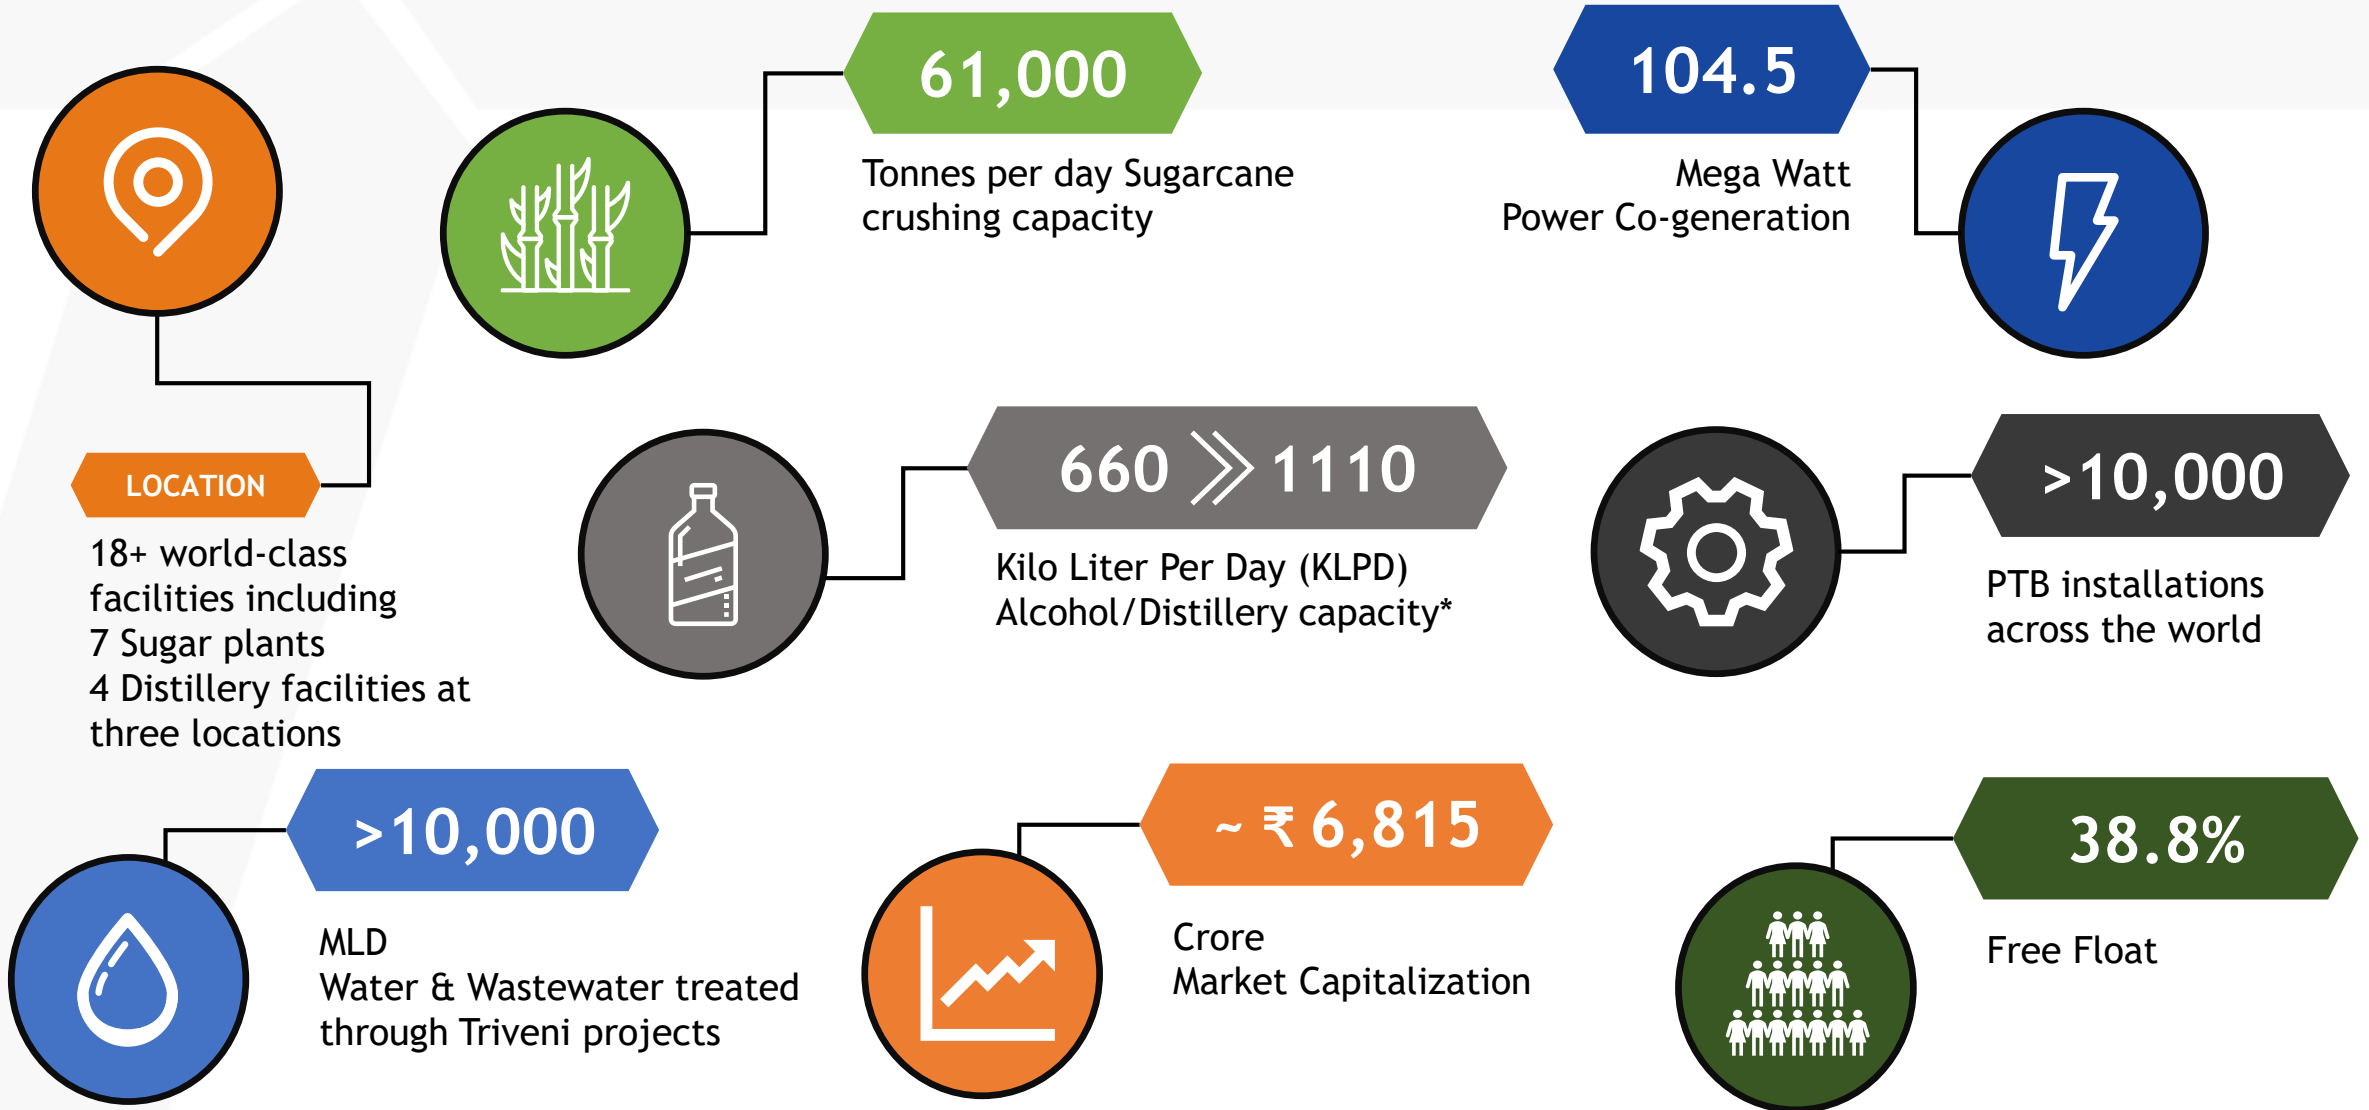 61,000
Tonnes per day Sugarcane
crushing capacity
104.5
Mega Watt
Power Co-generation
LOCATION
18+ world-class
facilities including
7 Sugar plants
4 Distillery facilities at
three locations
660 1110
Kilo Liter Per Day (KLPD)
Alcohol/Distillery capacity*
>10,000
PTB installations
across the world
>10,000
MLD
Water & Wastewater treated
through Triveni projects
~ ₹ 6,815
Crore
Market Capitalization
38.8%
Free Float